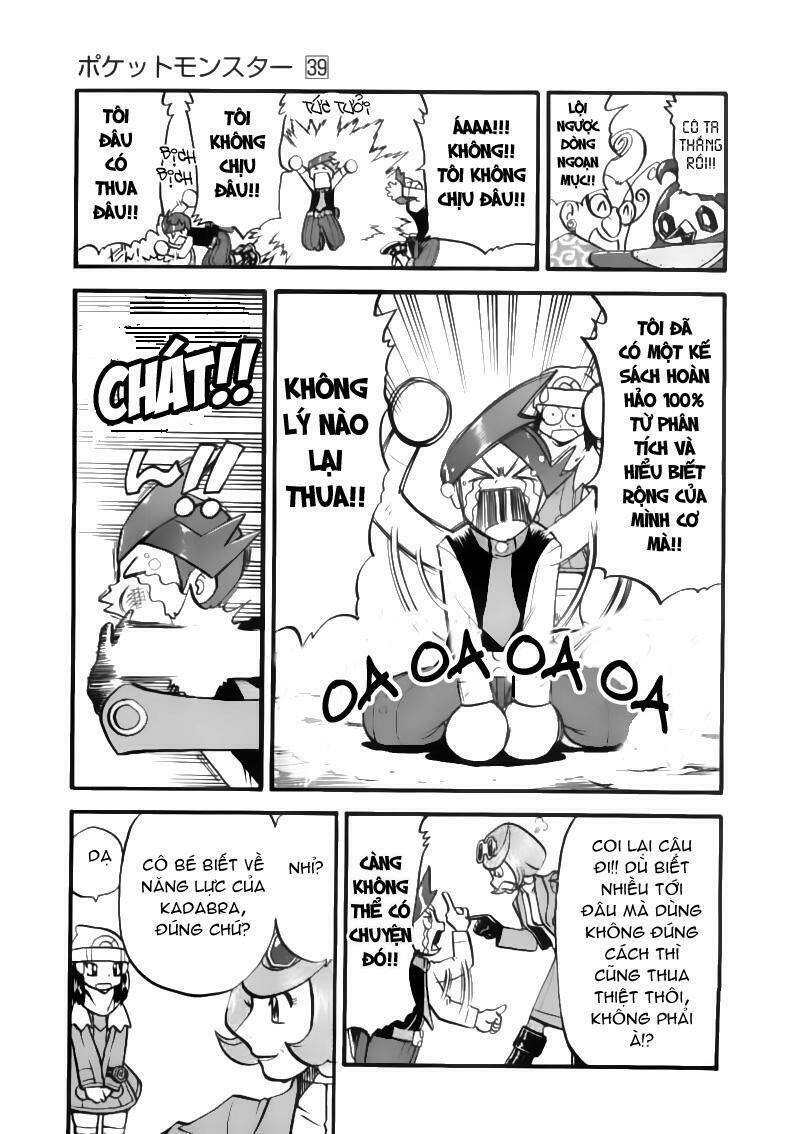 ポケットモンスター 39
CÔ TA
THẮNG
RỒI!!!
LỘI
NGƯỢC
DÒNG
NGOẠN
MỤC!!
ÁAAA!!!
KHÔNG!!
TÔI KHÔNG
CHỊU ĐÂU!!
TỨC TƯỞI
TÔI
KHÔNG
CHỊU
ĐÂU!!
BỊCH
BỊCH
TÔI
ĐÂU
CÓ
THUA
ĐÂU!!
TÔI ĐÃ
CÓ MỘT KẾ
SÁCH HOÀN
HẢO 100%
TỪ PHÂN
TÍCH VÀ
HIỂU BIẾT
RỘNG CỦA
MÌNH CƠ
MÀ!!
KHÔNG
LÝ NÀO
LẠI
THUA!!
OA OA OA OA
CHÁT!!
COI LẠI CÂU
ĐI!! DÙ BIẾT
NHIỀU TỚI
ĐÂU MÀ DÙNG
KHÔNG ĐÚNG
CÁCH THÌ
CŨNG THUA
THIỆT THÔI,
KHÔNG PHẢI
À!?
CÀNG
KHÔNG
THỂ CÓ
CHUYỆN
ĐÓ!!
NHỈ?
CÔ BÉ BIẾT VỀ
NĂNG LỰC CỦA
KADABRA,
ĐÚNG CHỨ?
DẠ